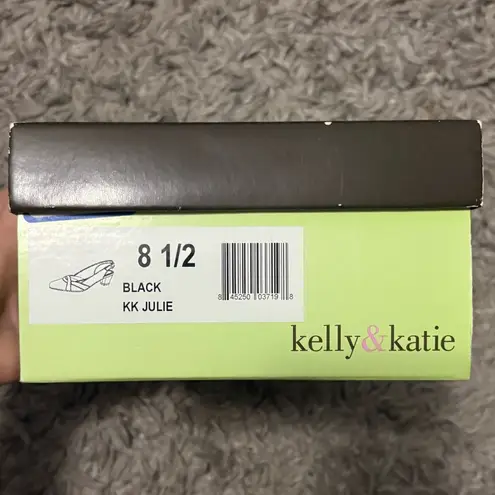 8 1/2
BLACK
KK JULIE
8 45250 03719 8
kelly&katie